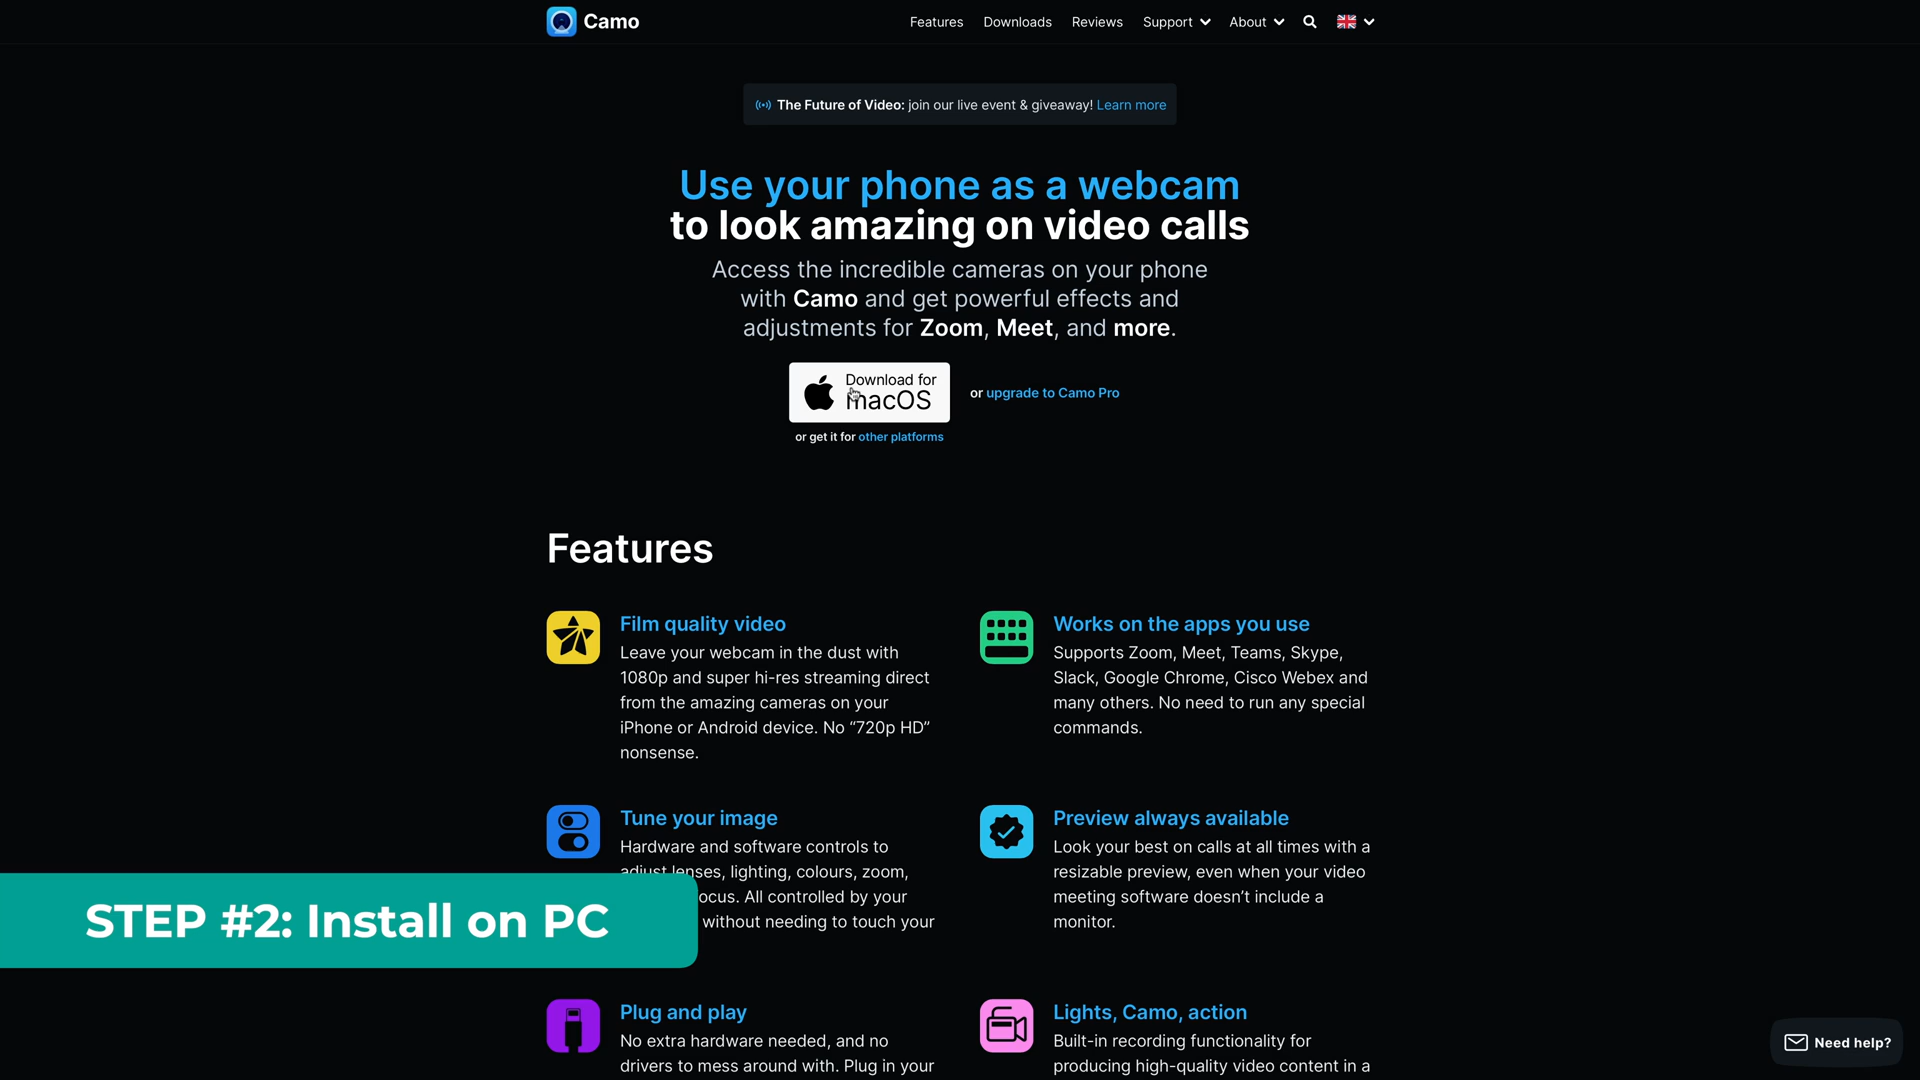 Camo
Features
Downloads
Reviews
Support
About
The Future of Video: join our live event & giveaway! Learn more
Use your phone as a webcam
to look amazing on video calls
Access the incredible cameras on your phone
with Camo and get powerful effects and
adjustments for Zoom, Meet, and more.
Download for
macOS
or upgrade to Camo Pro
or get it for other platforms
Features
Film quality video
Leave your webcam in the dust with
1080p and super hi-res streaming direct
from the amazing cameras on your
iPhone or Android device. No “720p HD”
nonsense.
Works on the apps you use
Supports Zoom, Meet, Teams, Skype,
Slack, Google Chrome, Cisco Webex and
many others. No need to run any special
commands.
Tune your image
Hardware and software controls to
adjust lenses, lighting, colours, zoom,
ocus. All controlled by your
without needing to touch your
Preview always available
Look your best on calls at all times with a
resizable preview, even when your video
meeting software doesn’t include a
monitor.
STEP #2: Install on PC
Plug and play
No extra hardware needed, and no
drivers to mess around with. Plug in your
Lights, Camo, action
Built-in recording functionality for
producing high-quality video content in a
Need help?